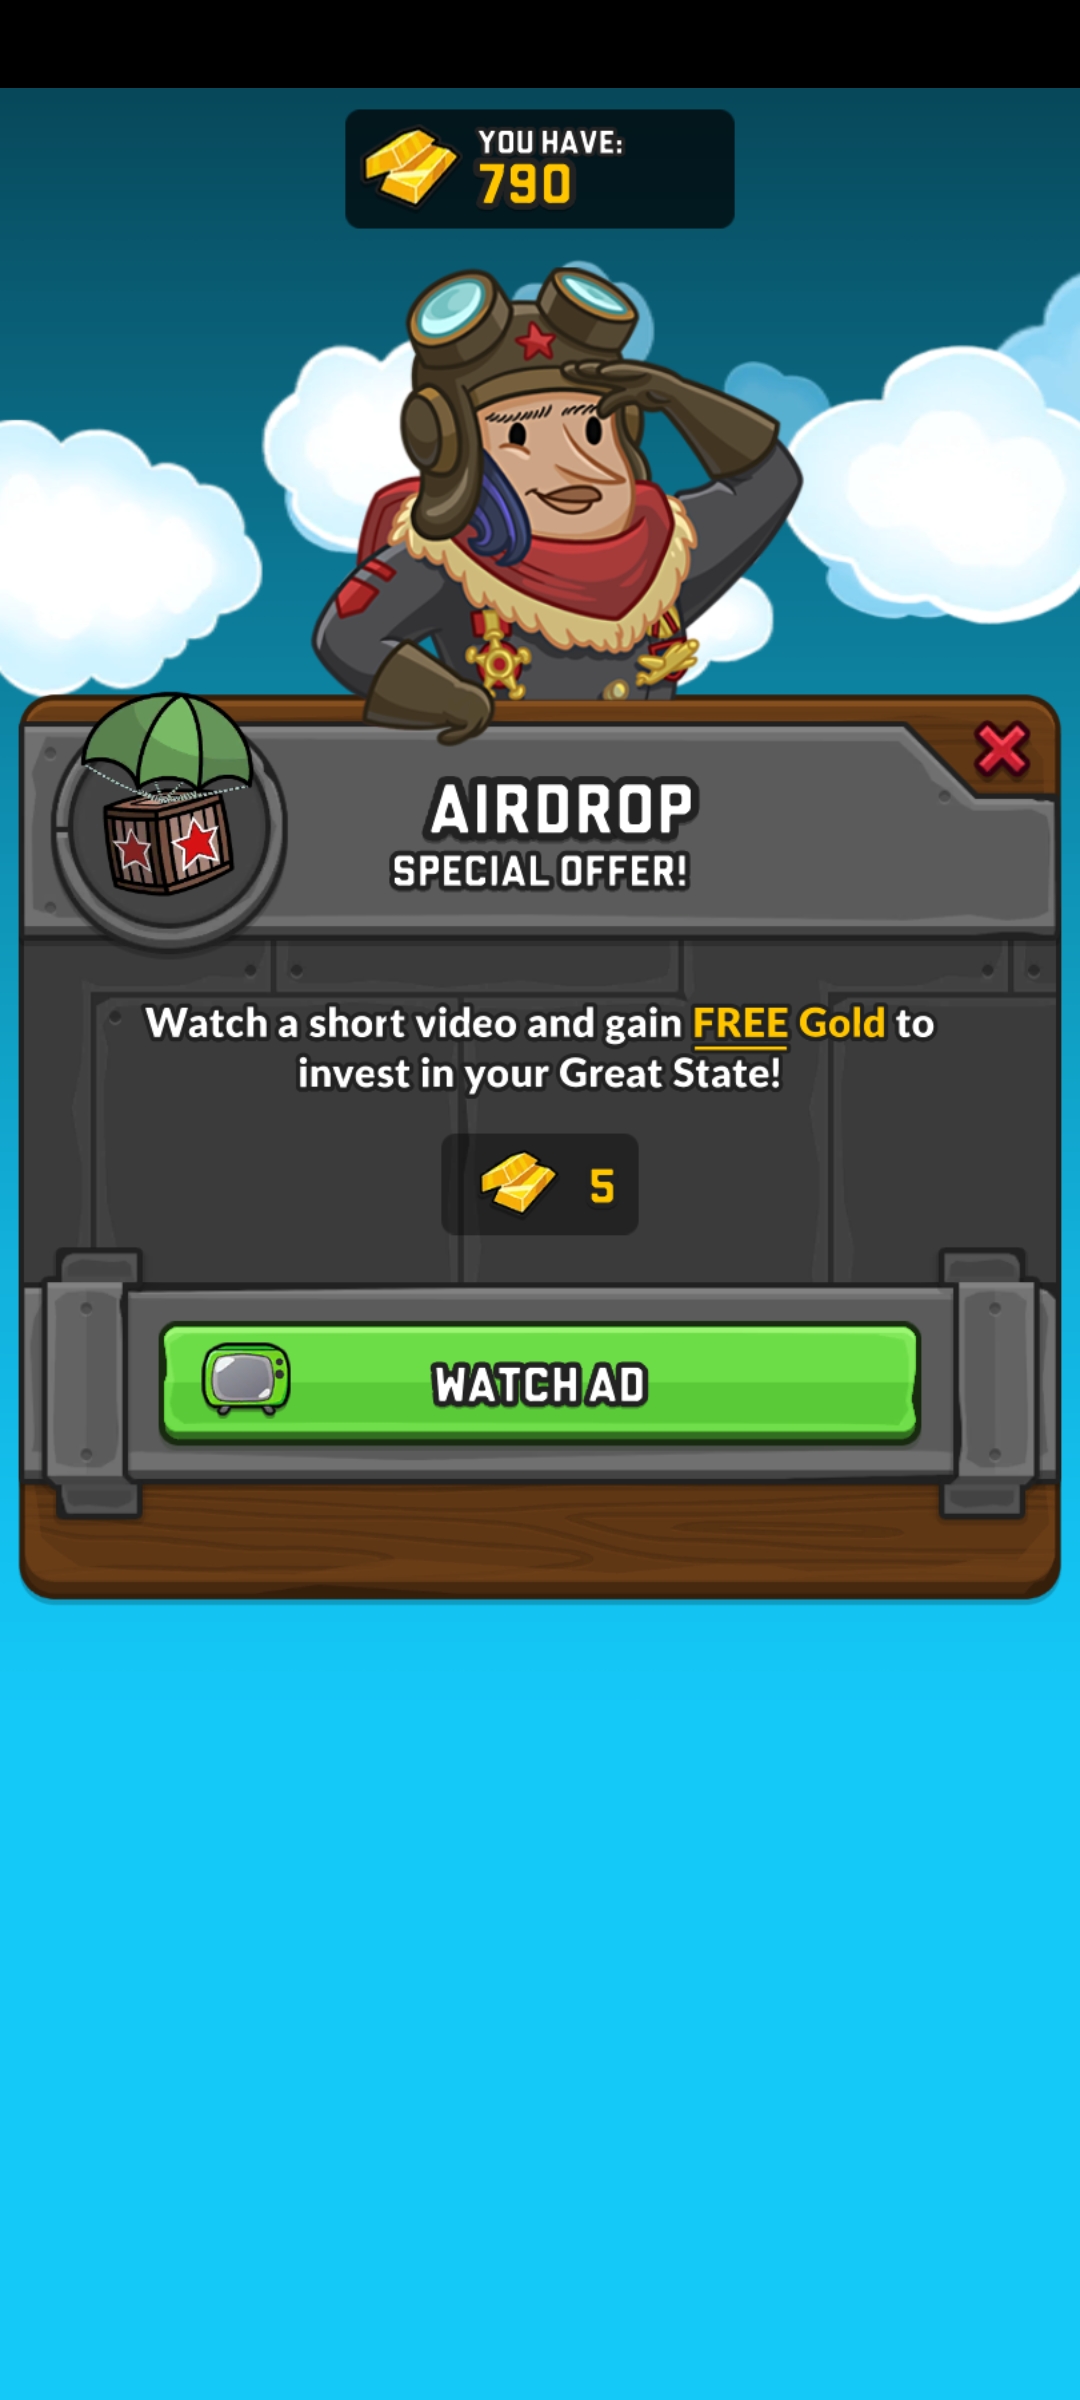 YOU HAVE:
790
AIRDROP
SPECIAL OFFER!
Watch a short video and gain FREE Gold to
invest in your Great State!
5
WATCH AD